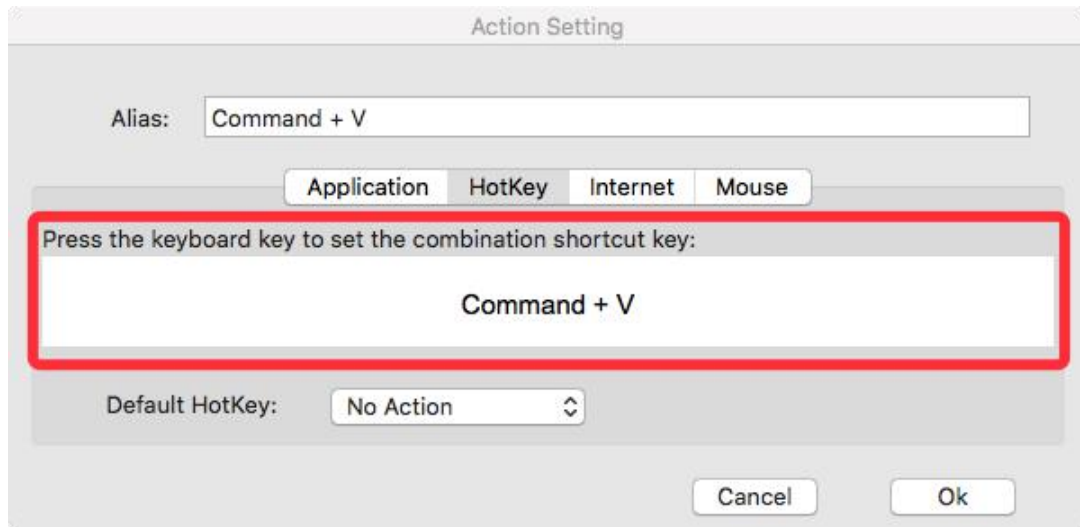 Action Setting
Alias: Command + V
Application HotKey Internet Mouse
Press the keyboard key to set the combination shortcut key:
Command + V
Default HotKey: No Action
Cancel Ok